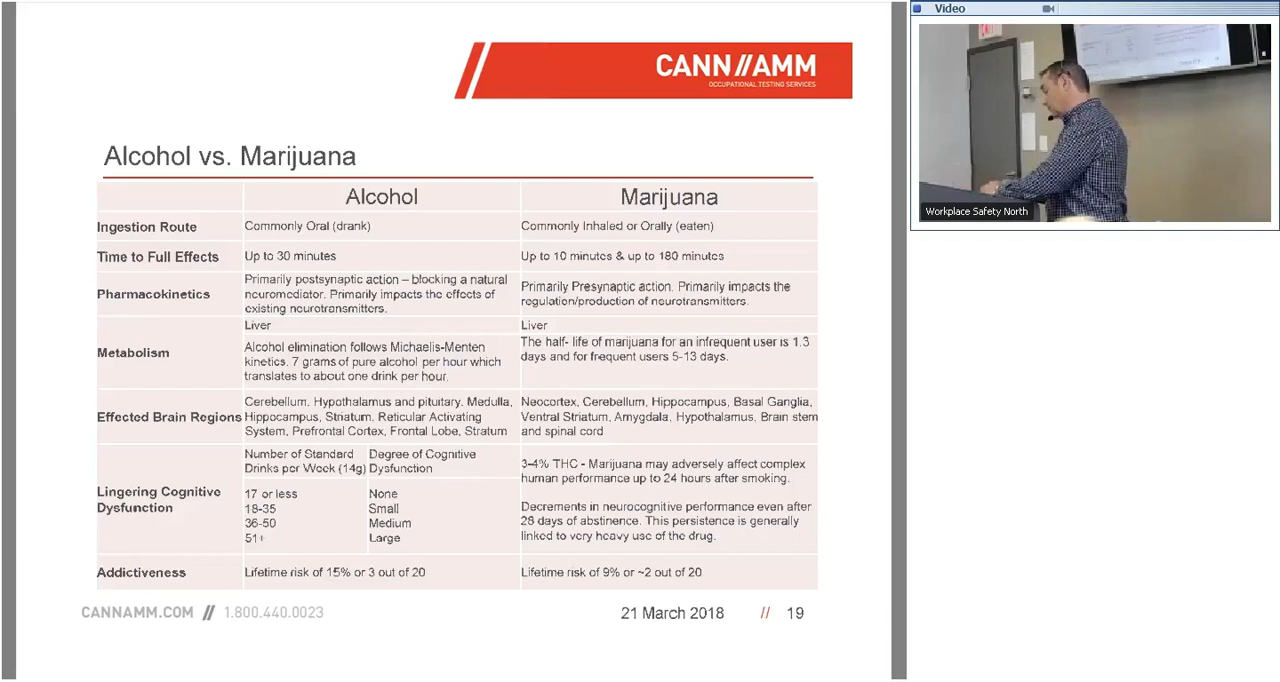 CANN//AMM
OCCUPATIONAL TESTING SERVICES
Alcohol vs. Marijuana
Alcohol
Marijuana
Ingestion Route
Commonly Oral (drank)
Commonly Inhaled or Orally (eaten)
Time to Full Effects
Up to 30 minutes
Up to 10 minutes & up to 180 minutes
Pharmacokinetics
Primarily postsynaptic action – blocking a natural
neuromediator. Primarily impacts the effects of
existing neurotransmitters.
Primarily Presynaptic action. Primarily impacts the
regulation/production of neurotransmitters.
Metabolism
Liver
Alcohol elimination follows Michaelis-Menten
kinetics. 7 grams of pure alcohol per hour which
translates to about one drink per hour.
Liver
The half- life of marijuana for an infrequent user is 1.3
days and for frequent users 5-13 days.
Effected Brain Regions
Cerebellum. Hypothalamus and pituitary. Medulla,
Hippocampus, Striatum. Reticular Activating
System, Prefrontal Cortex, Frontal Lobe, Stratum
Neocortex, Cerebellum, Hippocampus, Basal Ganglia,
Ventral Striatum, Amygdala, Hypothalamus, Brain stem
and spinal cord
Lingering Cognitive
Dysfunction
Number of Standard
Drinks per Week (14g)
Degree of Cognitive
Dysfunction
17 or less
None
18-35
Small
36-50
Medium
51+
Large
3-4% THC - Marijuana may adversely affect complex
human performance up to 24 hours after smoking.
Decrements in neurocognitive performance even after
28 days of abstinence. This persistence is generally
linked to very heavy use of the drug.
Addictiveness
Lifetime risk of 15% or 3 out of 20
Lifetime risk of 9% or ~2 out of 20
CANNAMM.COM // 1.800.440.0023
21 March 2018 // 19
Video
Workplace Safety North